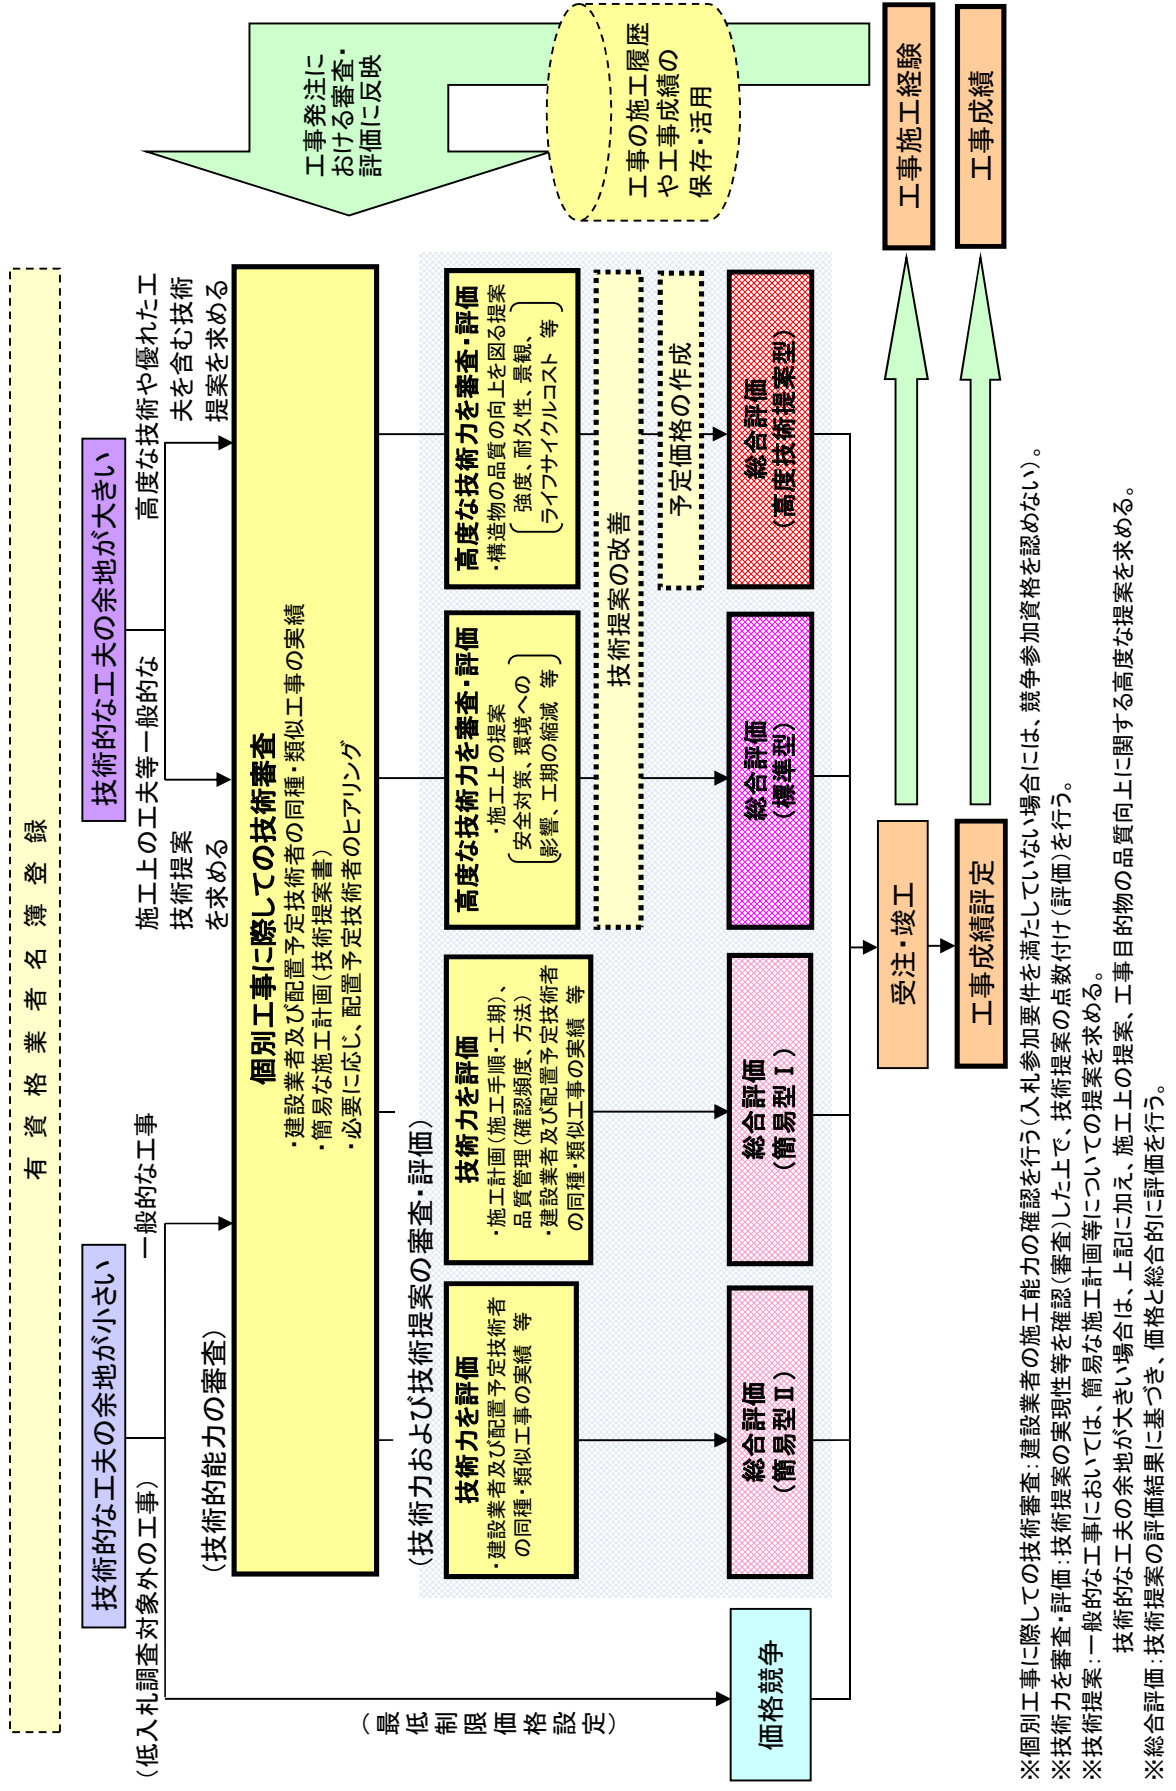 有資格業者名簿登録
技術的な工夫の余地が小さい
技術的な工夫の余地が大きい
(低入札調査対象外の工事)
一般的な工事
施工上の工夫等一般的な
技術提案
を求める
高度な技術や優れた工
夫を含む技術
提案を求める
(技術的能力の審査)
個別工事に際しての技術審査
・建設業者及び配置予定技術者の同種・類似工事の実績
・簡易な施工計画(技術提案書)
・必要に応じ、配置予定技術者のヒアリング
(最低制限価格設定)
(技術力および技術提案の審査・評価)
技術力を評価
・建設業者及び配置予定技術者
の同種・類似工事の実績 等
技術力を評価
・施工計画(施工手順・工期)、
品質管理(確認頻度、方法)
・建設業者及び配置予定技術者
の同種・類似工事の実績 等
高度な技術力を審査・評価
・施工上の提案
安全対策、環境への
影響、工期の縮減 等
高度な技術力を審査・評価
・構造物の品質の向上を図る提案
強度、耐久性、景観、
ライフサイクルコスト 等
技術提案の改善
予定価格の作成
価格競争
総合評価
(簡易型Ⅱ)
総合評価
(簡易型Ⅰ)
総合評価
(標準型)
総合評価
(高度技術提案型)
受注・竣工
工事成績評定
工事施工経験
工事成績
工事の施工履歴
や工事成績の
保存・活用
工事発注に
おける審査・
評価に反映
※個別工事に際しての技術審査:建設業者の施工能力の確認を行う(入札参加要件を満たしていない場合には、競争参加資格を認めない)。
※技術力を審査・評価:技術提案の実現性等を確認(審査)した上で、技術提案の点数付け(評価)を行う。
※技術提案:一般的な工事においては、簡易な施工計画等についての提案を求める。
技術的な工夫の余地が大きい場合は、上記に加え、施工上の提案、工事目的物の品質向上に関する高度な提案を求める。
※総合評価:技術提案の評価結果に基づき、価格と総合的に評価を行う。